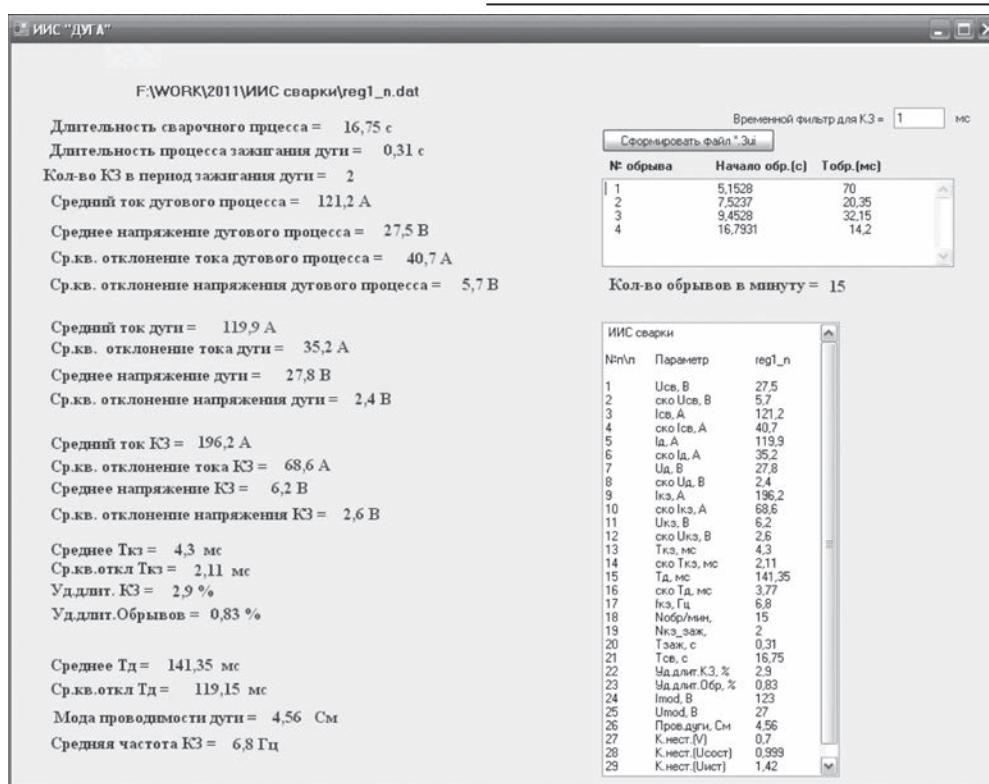 ИИС "ДУГА"
F:\WORK\2011\ИИС сварки\reg1_n.dat
Длительность сварочного прцесса = 16,75 с
Длительность процесса зажигания дуги = 0,31 с
Кол-во КЗ в период зажигания дуги = 2
Средний ток дугового процесса = 121,2 А
Среднее напряжение дугового процесса = 27,5 В
Ср.кв. отклонение тока дугового процесса = 40,7 А
Ср.кв. отклонение напряжения дугового процесса = 5,7 В
Средний ток дуги = 119,9 А
Ср.кв. отклонение тока дуги = 35,2 А
Среднее напряжение дуги = 27,8 В
Ср.кв. отклонение напряжения дуги = 2,4 В
Средний ток КЗ = 196,2 А
Ср.кв. отклонение тока КЗ = 68,6 А
Среднее напряжение КЗ = 6,2 В
Ср.кв. отклонение напряжения КЗ = 2,6 В
Среднее Ткз = 4,3 мс
Ср.кв.откл Ткз = 2,11 мс
Уд.длит. КЗ = 2,9 %
Уд.длит.Обрывов = 0,83 %
Среднее Тд = 141,35 мс
Ср.кв.откл Тд = 119,15 мс
Мода проводимости дуги = 4,56 См
Средняя частота КЗ = 6,8 Гц
Временной фильтр для КЗ = 1 мс
Сформировать файл *.3ui
№ обрыва Начало обр.(с) Тобр.(мс)
1 5,1528 70
2 7,5237 20,35
3 9,4528 32,15
4 16,7931 14,2
Кол-во обрывов в минуту = 15
ИИС сварки
№п\п Параметр reg1_n
1 Uсв, В 27,5
2 ско Uсв, В 5,7
3 Iсв, А 121,2
4 ско Iсв, А 40,7
5 Iд, А 119,9
6 ско Iд, А 35,2
7 Uд, В 27,8
8 ско Uд, В 2,4
9 Iкз, А 196,2
10 ско Iкз, А 68,6
11 Uкз, В 6,2
12 ско Uкз, В 2,6
13 Ткз, мс 4,3
14 ско Ткз, мс 2,11
15 Тд, мс 141,35
16 ско Тд, мс 3,77
17 fкз, Гц 6,8
18 Nобр/мин, 15
19 Nкз_заж, 2
20 Тзаж, с 0,31
21 Тсв, с 16,75
22 Уд.длит.КЗ, % 2,9
23 Уд.длит.Обр, % 0,83
24 Imod, В 123
25 Umod, В 27
26 Пров.дуги, См 4,56
27 К.нест.(V) 0,7
28 К.нест.(Uсост) 0,999
29 К.нест.(Uист) 1,42